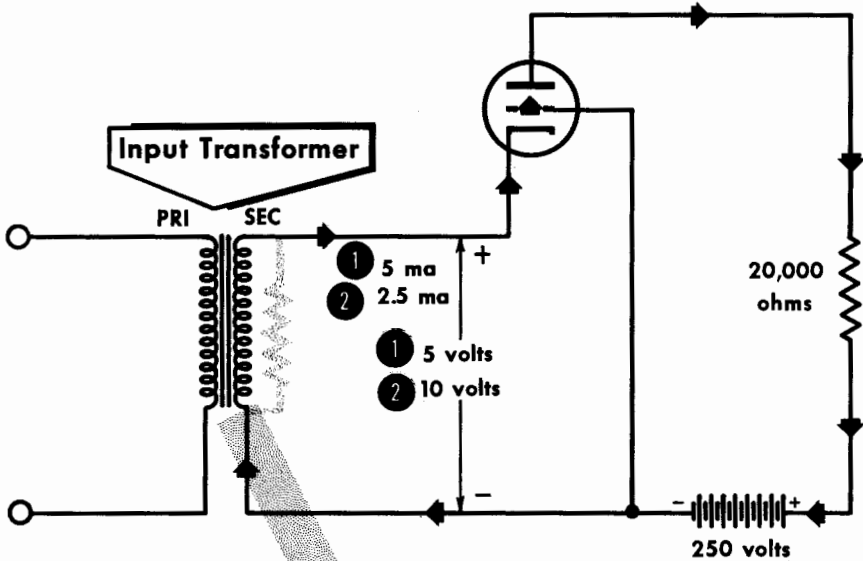 Input Transformer
PRI SEC
+
1 5 ma
2 2.5 ma
1 5 volts
2 10 volts
20,000
ohms
-
- +
250 volts